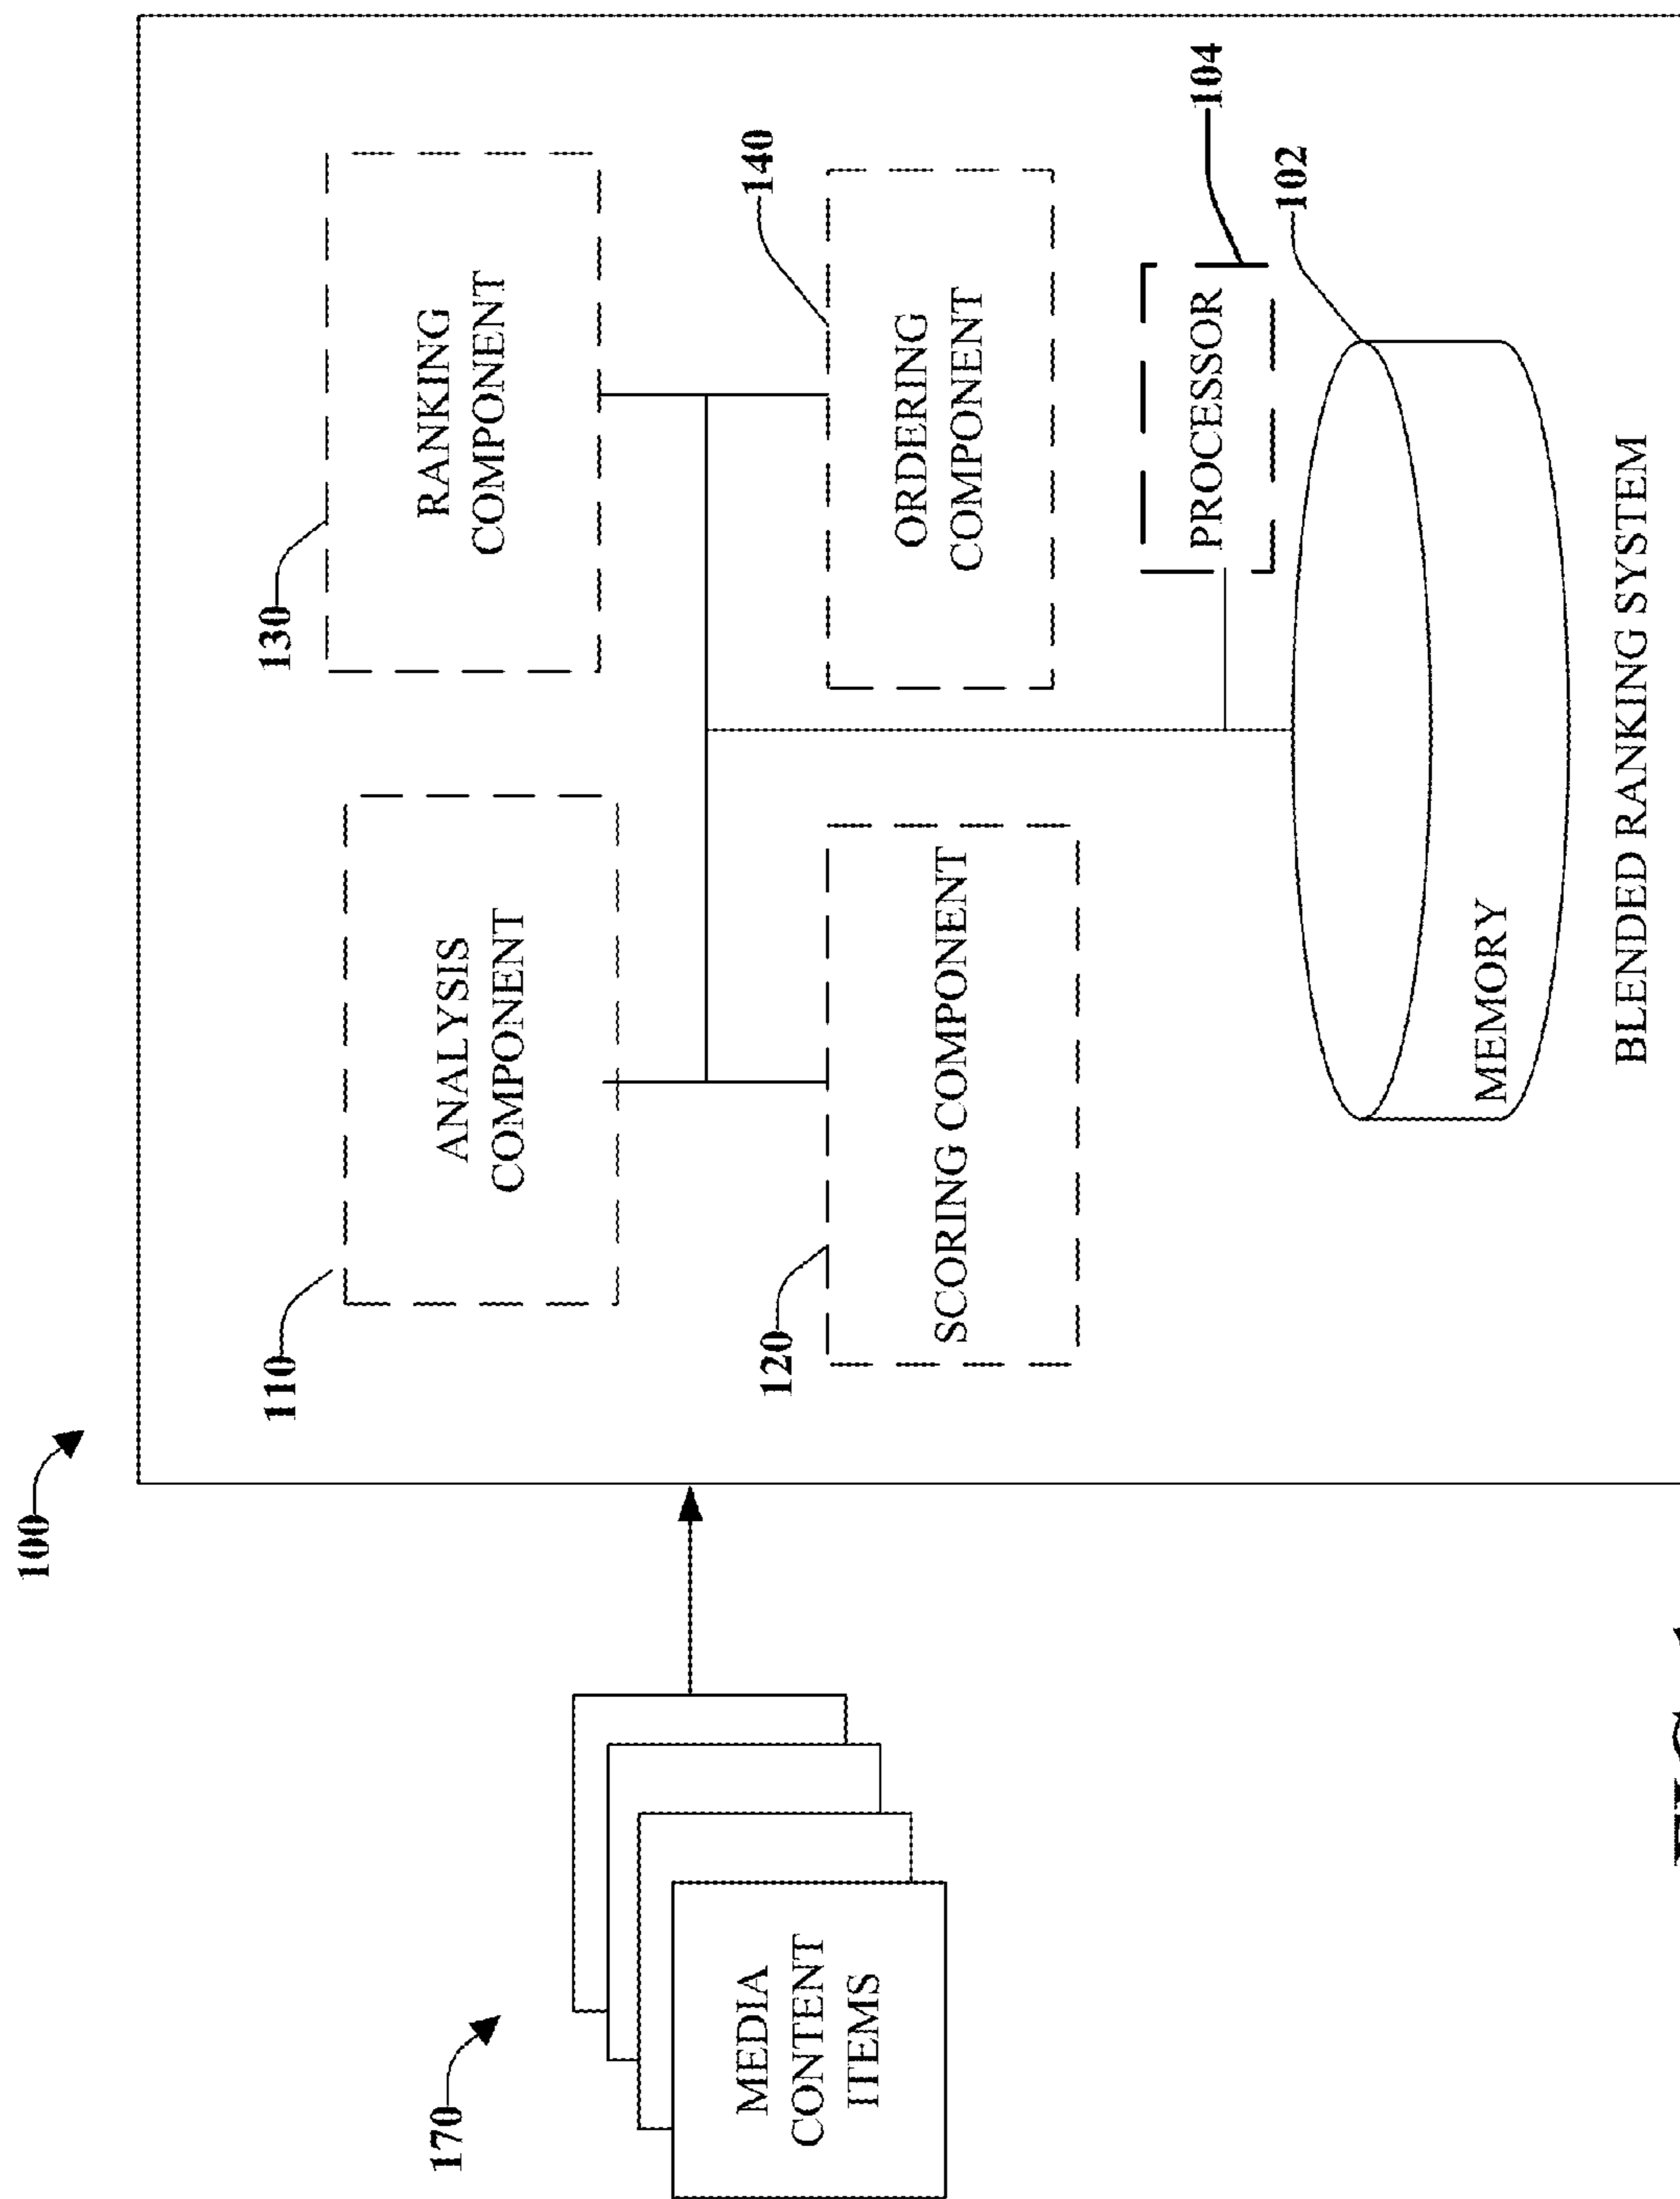 100
170
MEDIA
CONTENT
ITEMS
110
ANALYSIS
COMPONENT
130
RANKING
COMPONENT
120
SCORING COMPONENT
140
ORDERING
COMPONENT
104
PROCESSOR
102
MEMORY
BLENDED RANKING SYSTEM